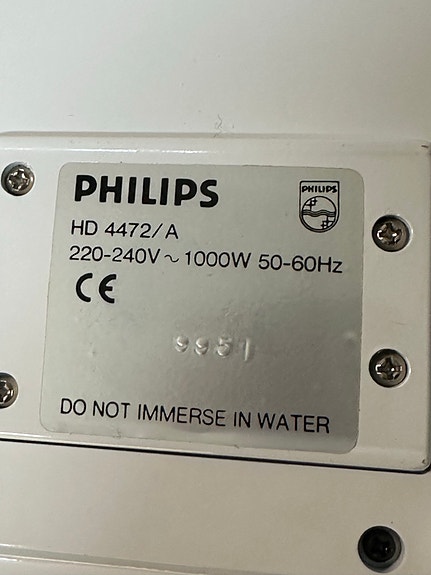 PHILIPS
PHILIPS
HD 4472/A
220-240V ~ 1000W 50-60Hz
CE
9951
DO NOT IMMERSE IN WATER